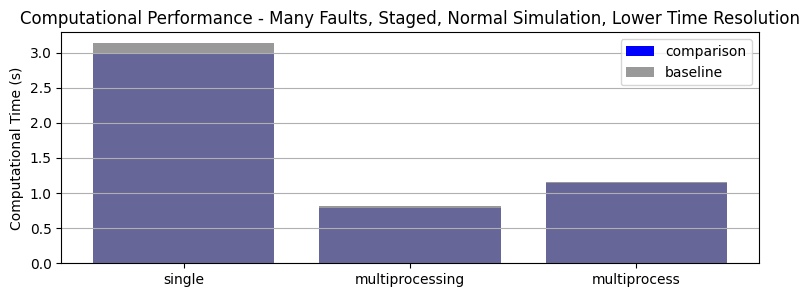 Computational Performance - Many Faults, Staged, Normal Simulation, Lower Time Resolution
Computational Time (s)
3.0
2.5
2.0
1.5
1.0
0.5
0.0
comparison
baseline
single
multiprocessing
multiprocess